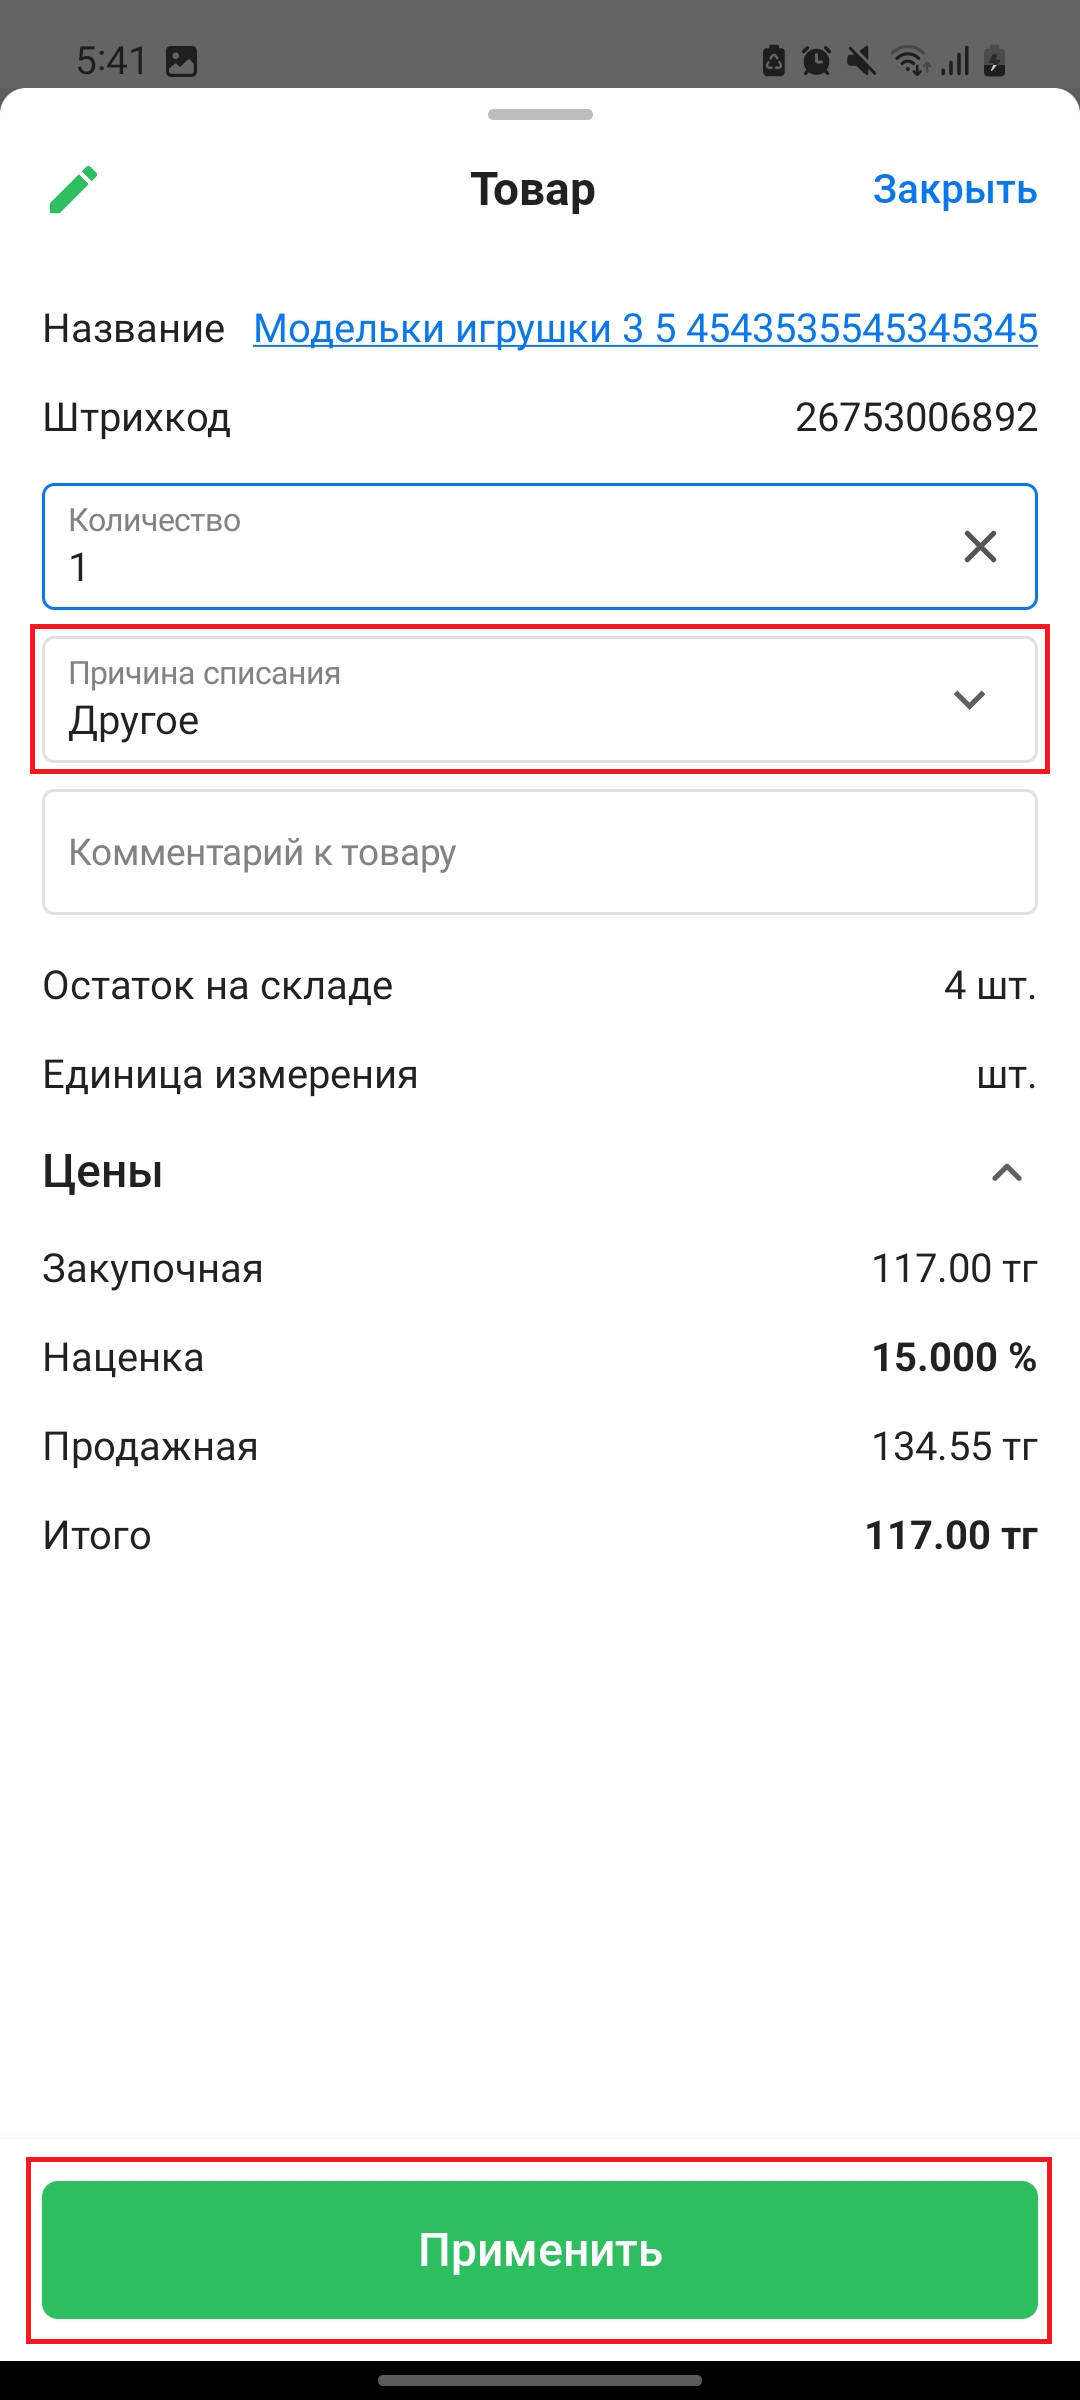 5:41
Товар
Закрыть
Название Модельки игрушки 3 5 4543535545345345
Штрихкод 26753006892
Количество
1
Причина списания
Другое
Комментарий к товару
Остаток на складе 4 шт.
Единица измерения шт.
Цены
Закупочная 117.00 тг
Наценка 15.000 %
Продажная 134.55 тг
Итого 117.00 тг
Применить